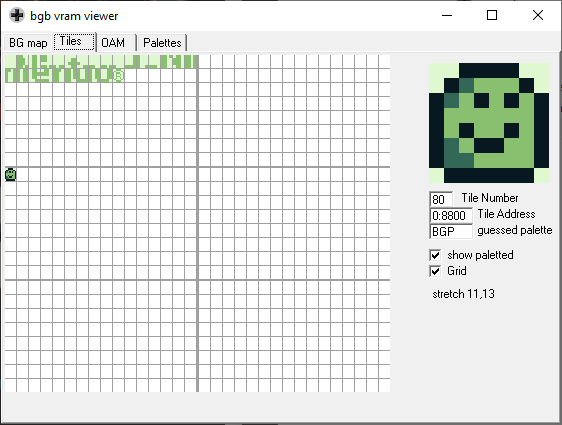 bgb vram viewer
BG map Tiles OAM Palettes
80 Tile Number
0:8800 Tile Address
BGP guessed palette
show paletted
Grid
stretch 11,13